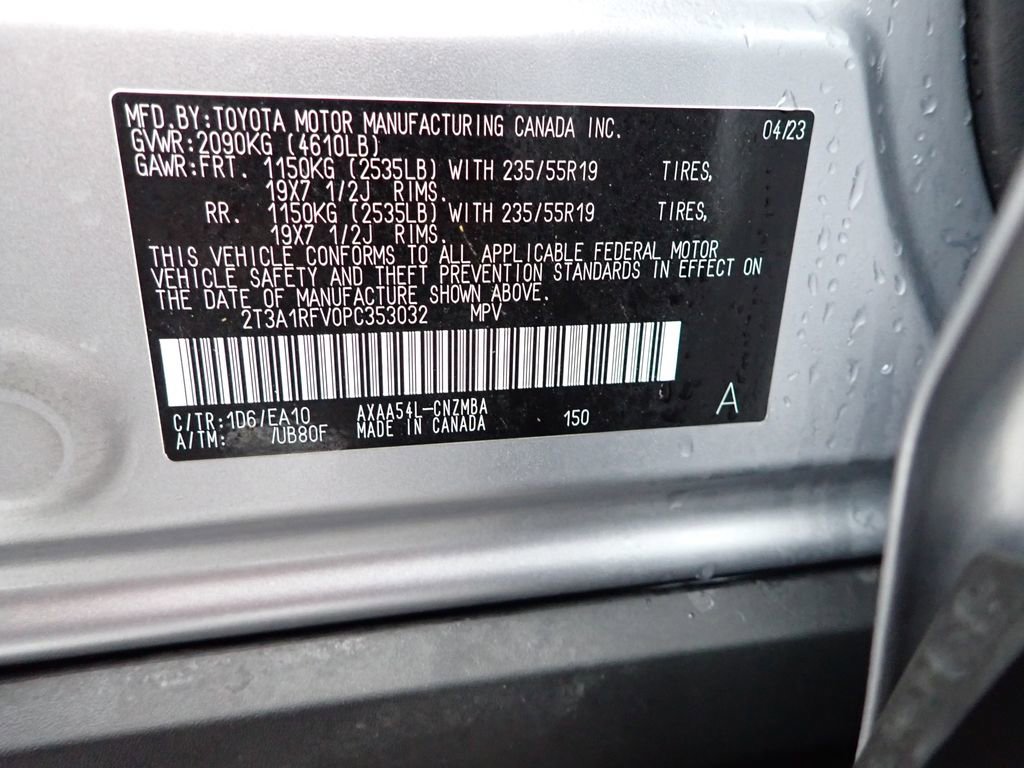 MFD.BY:TOYOTA MOTOR MANUFACTURING CANADA INC. 04/23
GVWR:2090KG (4610LB)
GAWR:FRT. 1150KG (2535LB) WITH 235/55R19 TIRES,
19X7 1/2J RIMS.
RR. 1150KG (2535LB) WITH 235/55R19 TIRES,
19X7 1/2J RIMS.
THIS VEHICLE CONFORMS TO ALL APPLICABLE FEDERAL MOTOR
VEHICLE SAFETY AND THEFT PREVENTION STANDARDS IN EFFECT ON
THE DATE OF MANUFACTURE SHOWN ABOVE.
2T3A1RFV0PC353032 MPV
C/TR:1D6/EA10 AXAA54L-CNZMBA 150 A
A/TM: /UB80F MADE IN CANADA